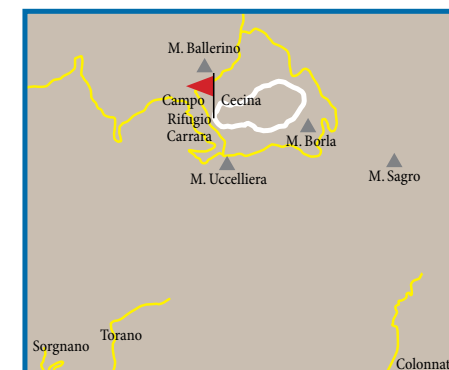 M. Ballerino
Campo Cecina
Rifugio
Carrara
M. Borla
M. Uccelliera
M. Sagro
Torano
Sorgnano
Colonnat